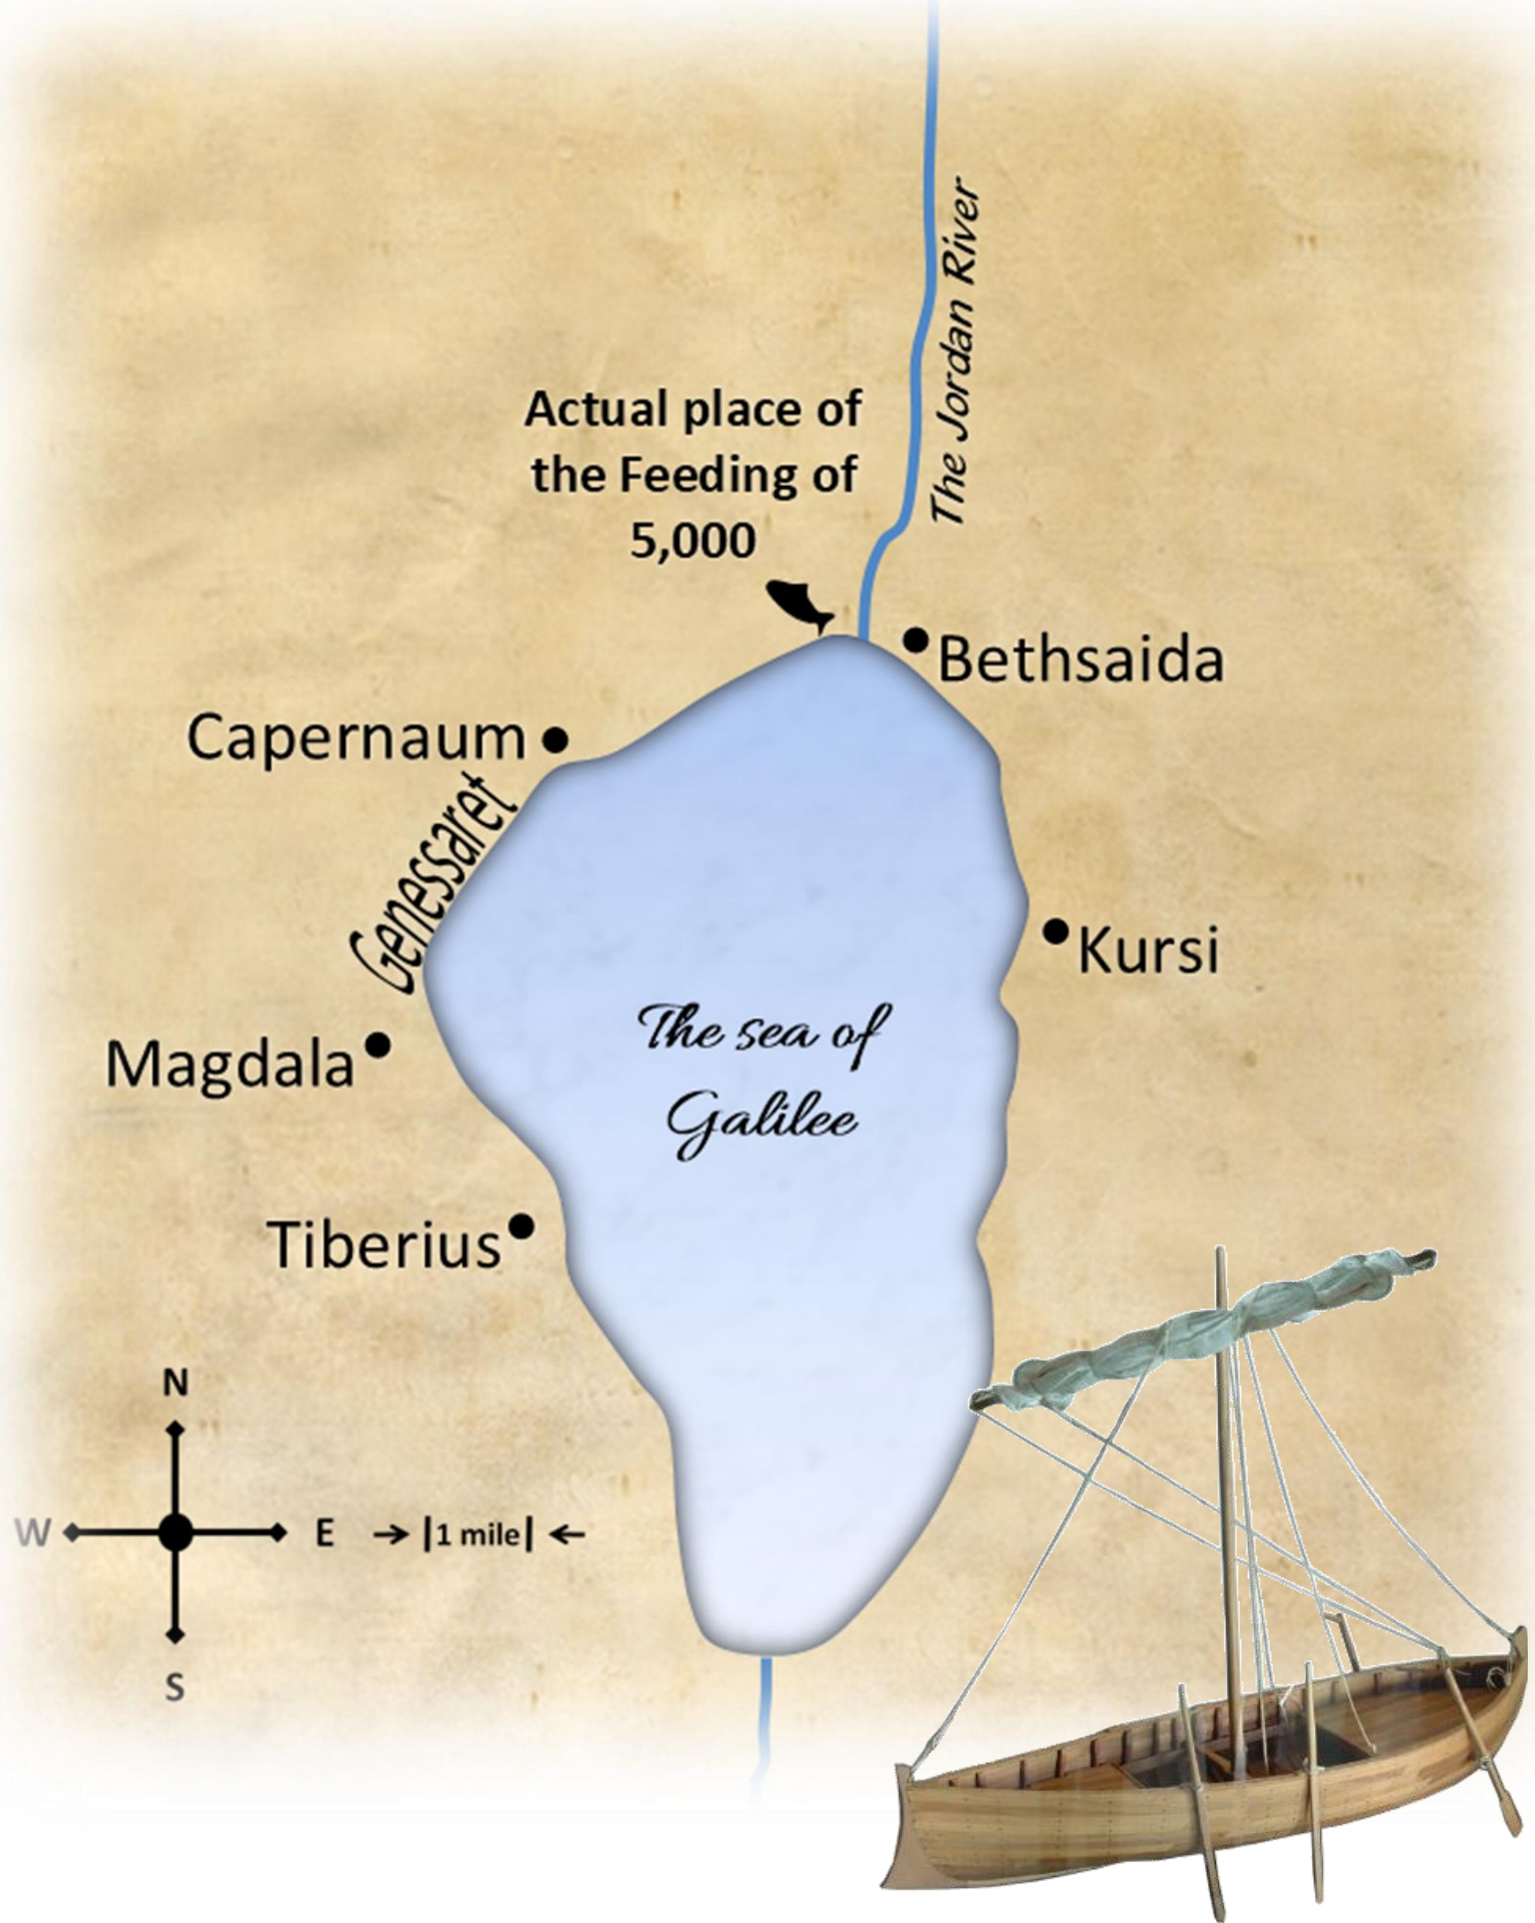 The Jordan River
Actual place of
the Feeding of
5,000
Bethsaida
Capernaum
Genessaret
Kursi
The sea of
Galilee
Magdala
Tiberius
N
W
E
1 mile
S